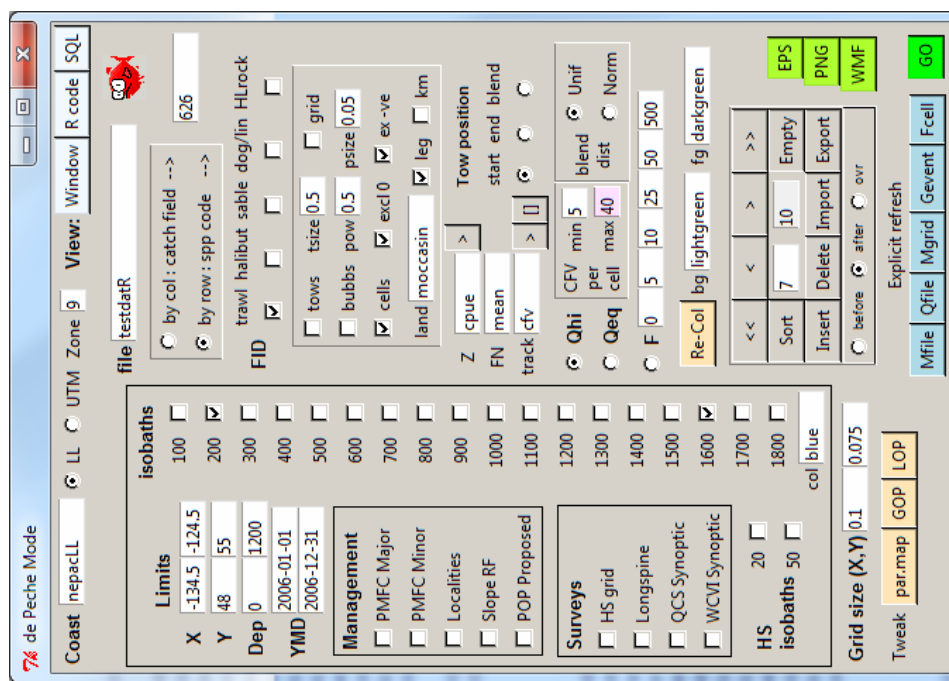 de Peche Mode
Coast nepacLL LL UTM Zone 9 View: Window R code SQL
Limits
X -134.5 -124.5
Y 48 55
Dep 0 1200
YMD 2006-01-01
2006-12-31
Management
PMFC Major
PMFC Minor
Localities
Slope RF
POP Proposed
Surveys
HS grid
Longspine
QCS Synoptic
WCVI Synoptic
HS 20
isobaths 50
isobaths
100
200
300
400
500
600
700
800
900
1000
1100
1200
1300
1400
1500
1600
1700
1800
col blue
Grid size (X,Y) 0.1 0.075
Tweak par.map GOP LOP
file testdatR
by col : catch field -->
by row : spp code --> 626
trawl halibut sable dog/lin HLrock
FID
tows tsize 0.5 grid
bubbs pow 0.5 psize 0.05
cells excl 0 ex -ve
land moccasin leg km
Z cpue >
FN mean
track cfv > []
Tow position
start end blend
Qhi
Qeq
CFV min 5
per
cell max 40
blend Unif
dist Norm
F 0 5 10 25 50 500
Re-Col bg lightgreen fg darkgreen
<< < > >>
Sort 7 10 Empty
Insert Delete Import Export
before after ovr
EPS
PNG
WMF
Explicit refresh
Mfile Qfile Mgrid Gevent Fcell GO